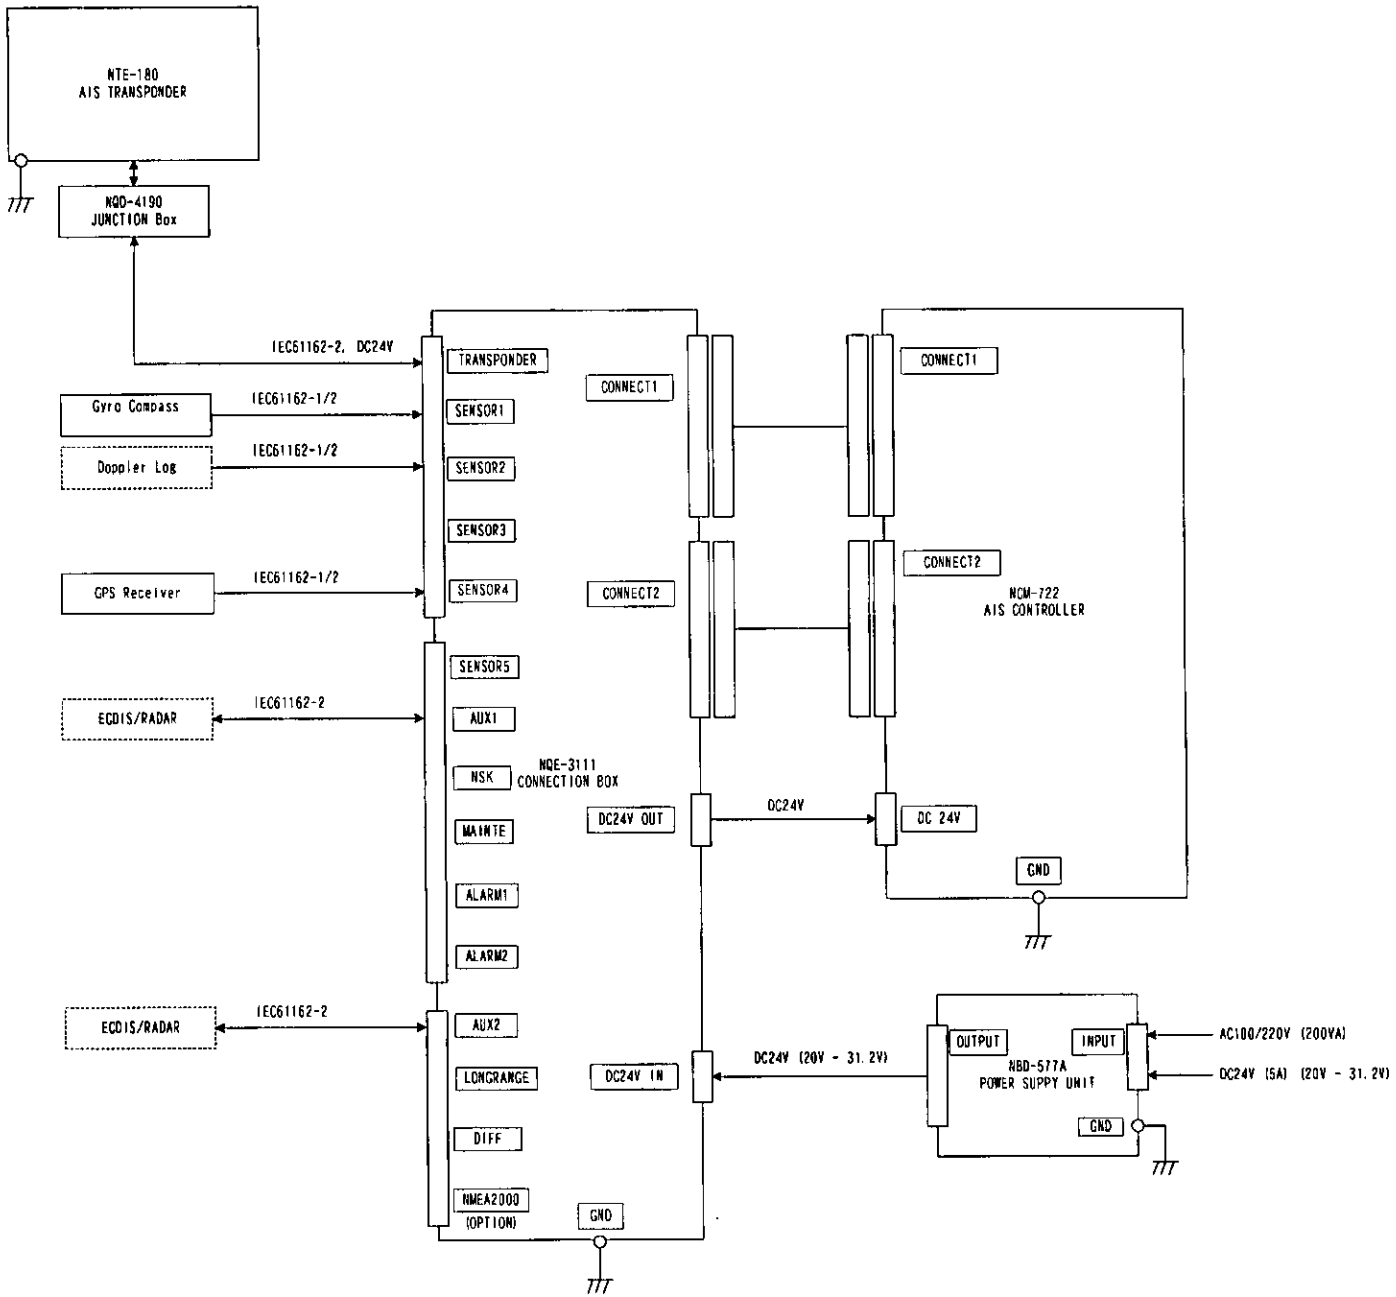 NTE-180
AIS TRANSPONDER
NQD-4190
JUNCTION Box
IEC61162-2, DC24V
TRANSPONDER
CONNECT1
CONNECT1
Gyro Compass
IEC61162-1/2
SENSOR1
Doppler Log
IEC61162-1/2
SENSOR2
SENSOR3
GPS Receiver
IEC61162-1/2
SENSOR4
CONNECT2
CONNECT2
NCM-722
AIS CONTROLLER
SENSOR5
ECDIS/RADAR
IEC61162-2
AUX1
NSK
NQE-3111
CONNECTION BOX
MAINTE
DC24V OUT
DC24V
DC 24V
GND
ALARM1
ALARM2
ECDIS/RADAR
IEC61162-2
AUX2
LONGRANGE
DC24V IN
DC24V (20V - 31.2V)
OUTPUT
INPUT
NBD-577A
POWER SUPPY UNIT
GND
AC100/220V (200VA)
DC24V (5A) (20V - 31.2V)
DIFF
NMEA2000
(OPTION)
GND